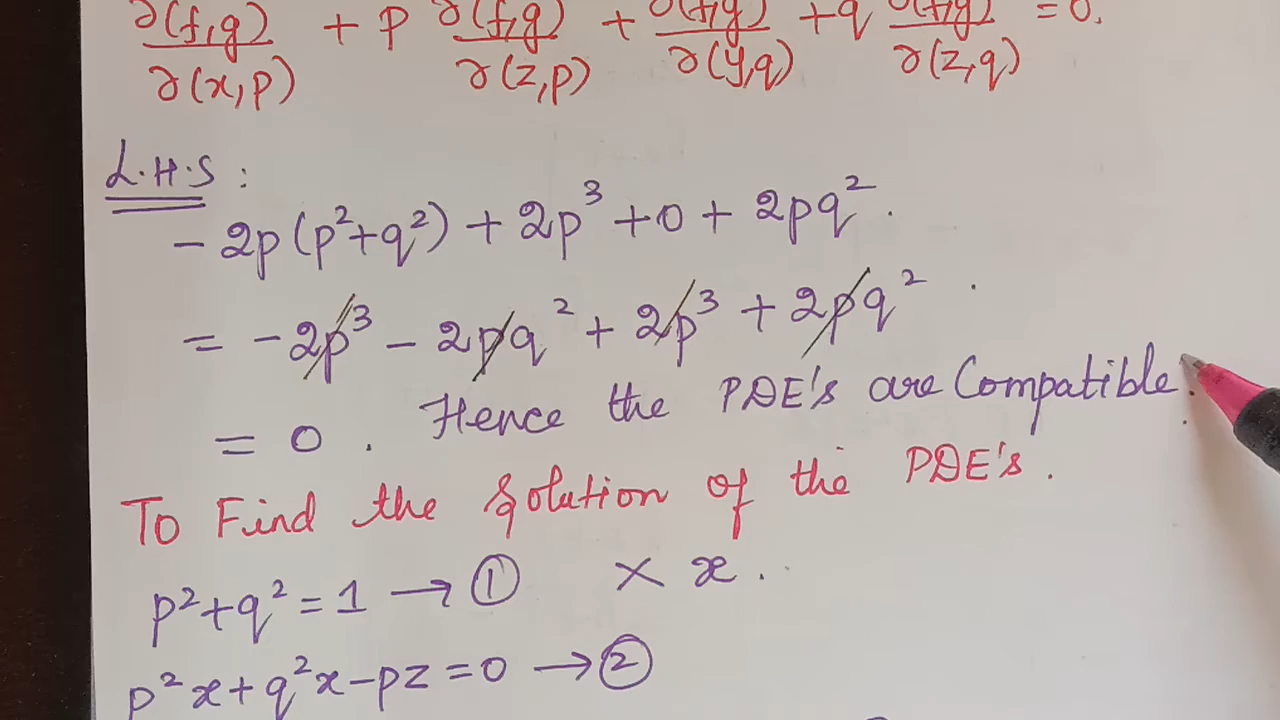 ∂(f,g)/∂(x,p) + p ∂(f,g)/∂(z,p) + ∂(f,g)/∂(y,q) + q ∂(f,g)/∂(z,q) = 0.
L.H.S :
- 2p (p²+q²) + 2p³ + 0 + 2pq².
= - 2p³ - 2pq² + 2p³ + 2pq².
= 0. Hence the PDE's are Compatible.
To Find the Solution of the PDE's.
p²+q² = 1 → ① × x.
p²x+q²x-pz = 0 → ②